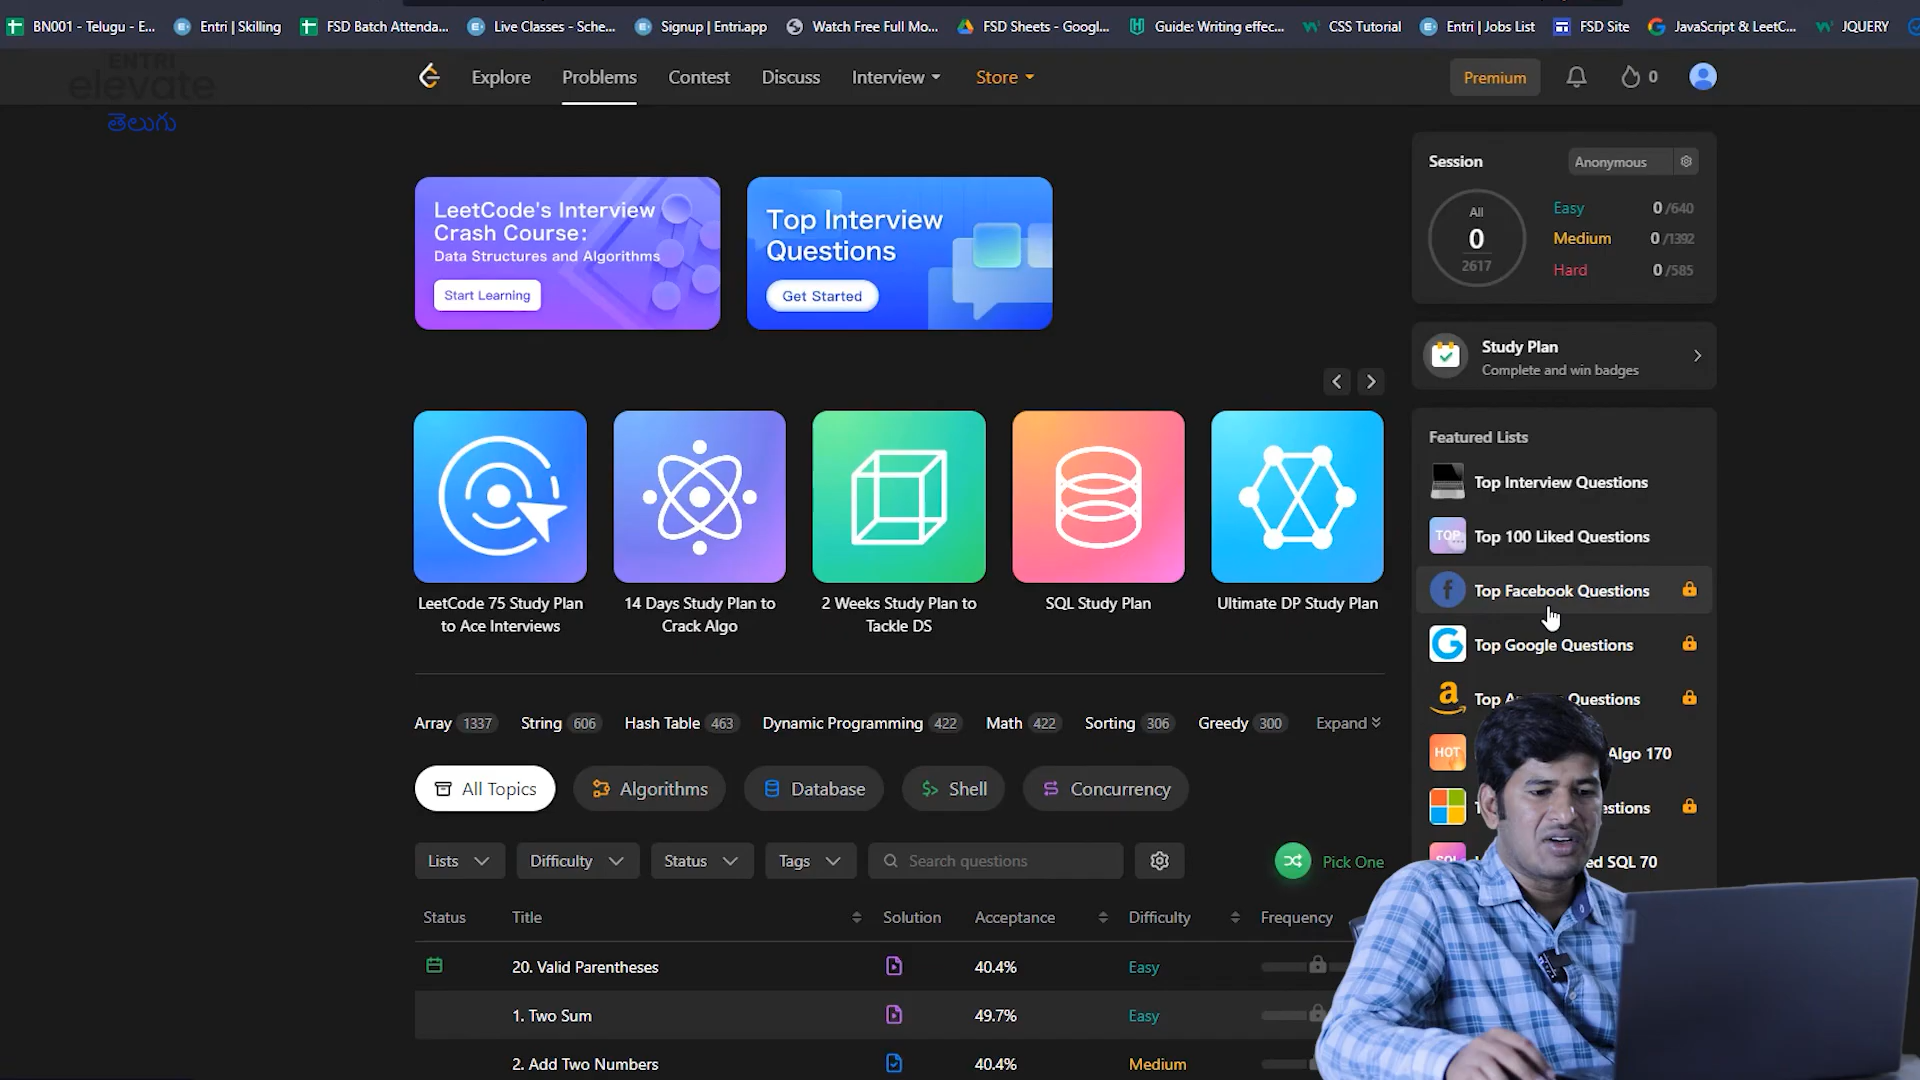 BN001 - Telugu - E...
Entri | Skilling
FSD Batch Attenda...
Live Classes - Sche...
Signup | Entri.app
Watch Free Full Mo...
FSD Sheets - Googl...
Guide: Writing effec...
CSS Tutorial
Entri | Jobs List
FSD Site
JavaScript & LeetC...
JQUERY
ENTRI
elevate
తెలుగు
Explore
Problems
Contest
Discuss
Interview
Store
Premium
0
LeetCode's Interview
Crash Course:
Data Structures and Algorithms
Start Learning
Top Interview
Questions
Get Started
Session
Anonymous
All
0
2617
Easy 0 /640
Medium 0 /1392
Hard 0 /585
Study Plan
Complete and win badges
LeetCode 75 Study Plan
to Ace Interviews
14 Days Study Plan to
Crack Algo
2 Weeks Study Plan to
Tackle DS
SQL Study Plan
Ultimate DP Study Plan
Featured Lists
Top Interview Questions
TOP Top 100 Liked Questions
Top Facebook Questions
Top Google Questions
Top Questions
HOT Algo 170
SQL 70
Array 1337 String 606 Hash Table 463 Dynamic Programming 422 Math 422 Sorting 306 Greedy 300 Expand
All Topics
Algorithms
Database
Shell
Concurrency
Lists
Difficulty
Status
Tags
Search questions
Pick One
Status Title Solution Acceptance Difficulty Frequency
20. Valid Parentheses 40.4% Easy
1. Two Sum 49.7% Easy
2. Add Two Numbers 40.4% Medium